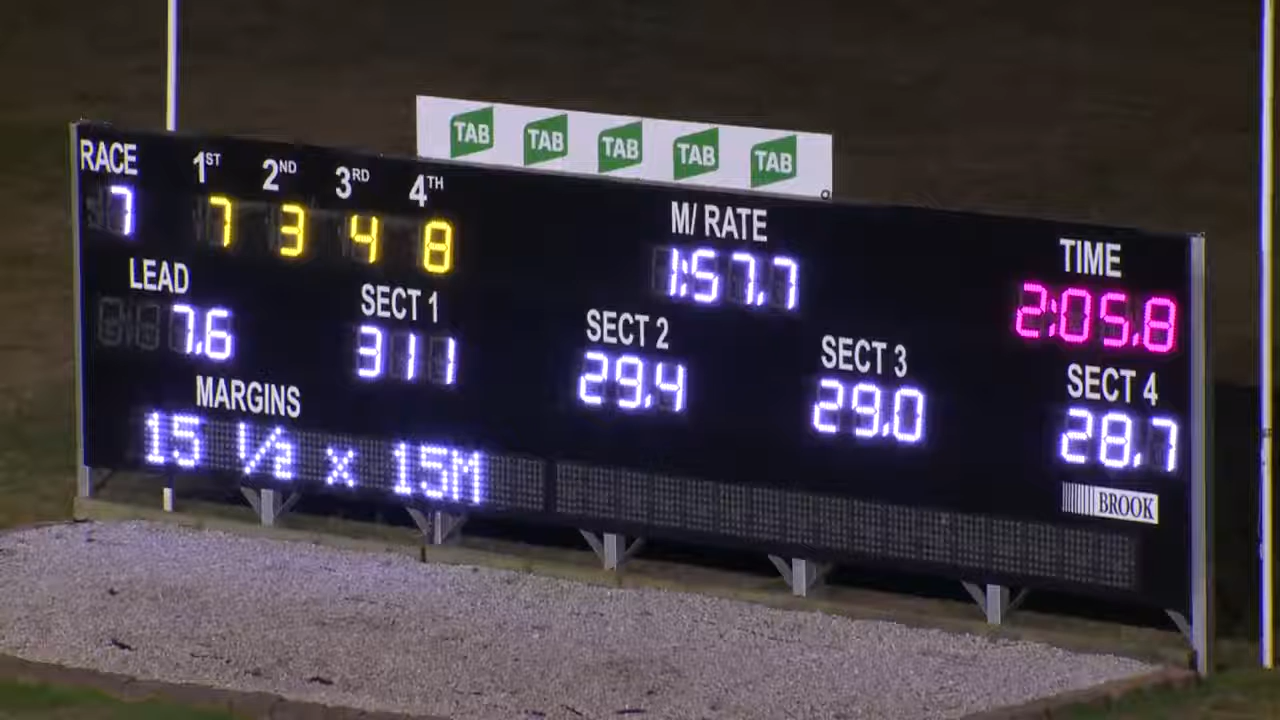 TAB TAB TAB TAB TAB
RACE 1ST 2ND 3RD 4TH
7 7 3 4 8
M/ RATE
1:57.7
TIME
2:05.8
LEAD
7.6
SECT 1
311
SECT 2
29.4
SECT 3
29.0
SECT 4
28.7
MARGINS
15 1/2 x 15M
BROOK